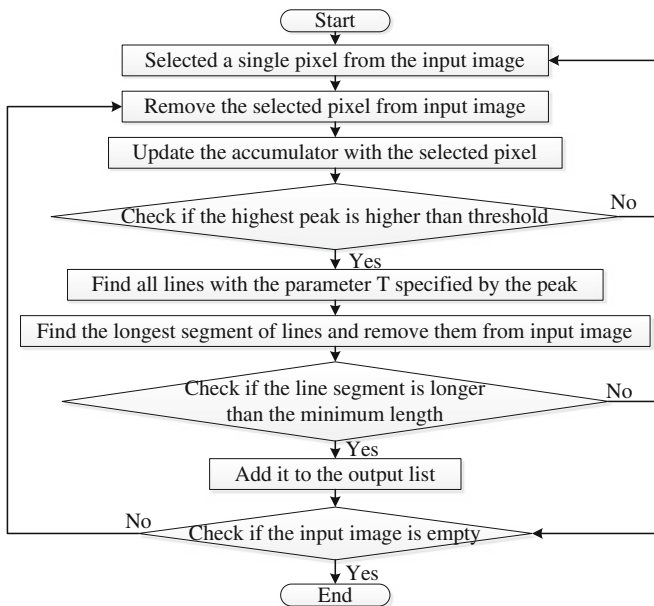 Start
Selected a single pixel from the input image
Remove the selected pixel from input image
Update the accumulator with the selected pixel
Check if the highest peak is higher than threshold
No
Yes
Find all lines with the parameter T specified by the peak
Find the longest segment of lines and remove them from input image
Check if the line segment is longer
than the minimum length
No
Yes
Add it to the output list
No
Check if the input image is empty
Yes
End